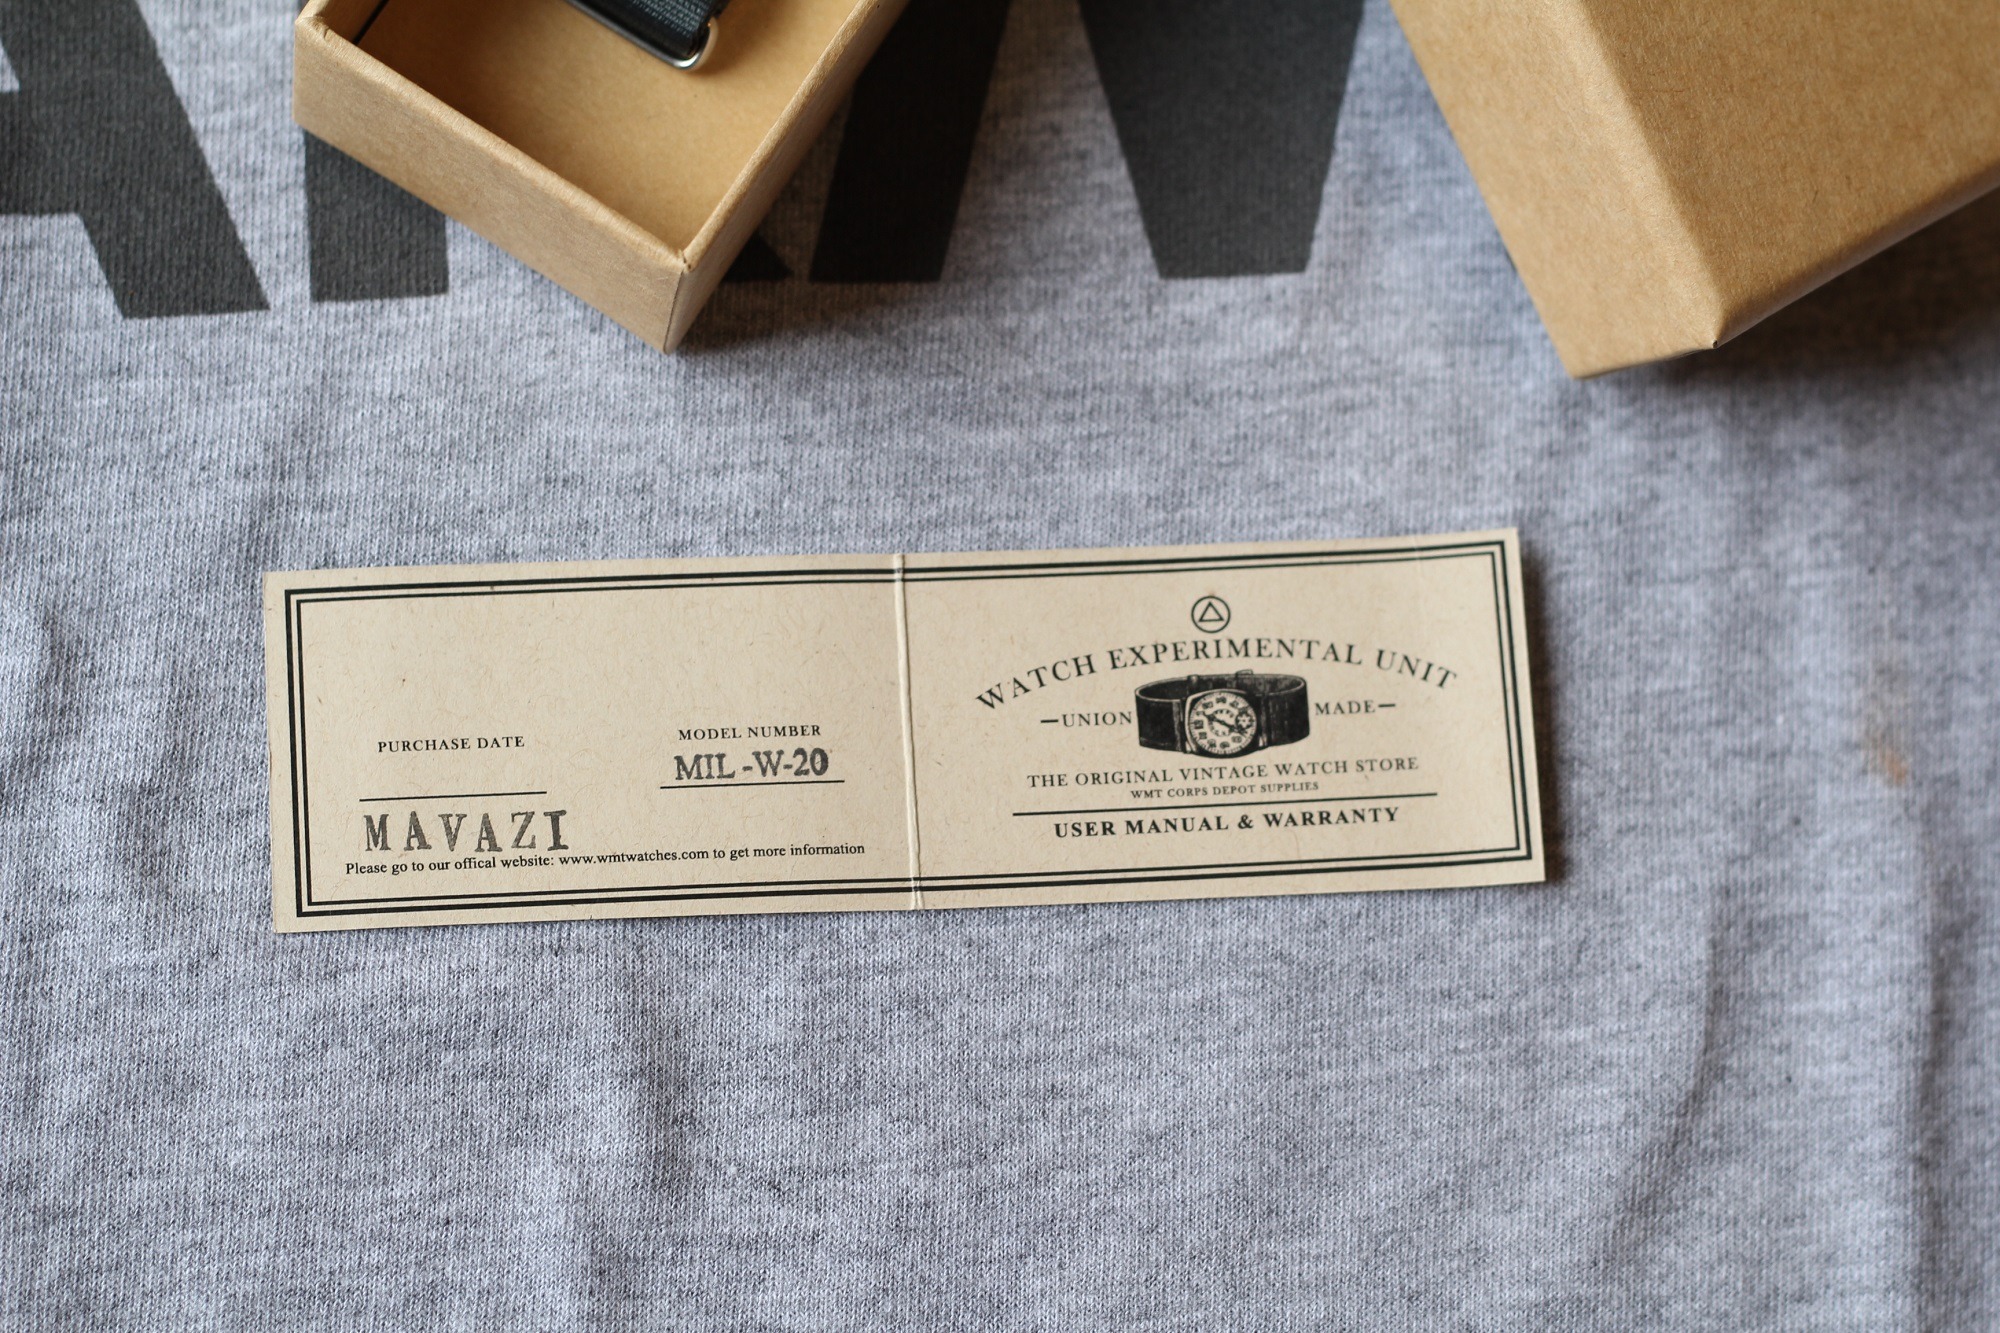 PURCHASE DATE
MODEL NUMBER
MIL-W-20
MAVAZI
Please go to our offical website: www.wmtwatches.com to get more information
WATCH EXPERIMENTAL UNIT
UNION MADE
THE ORIGINAL VINTAGE WATCH STORE
WMT CORPS DEPOT SUPPLIES
USER MANUAL & WARRANTY